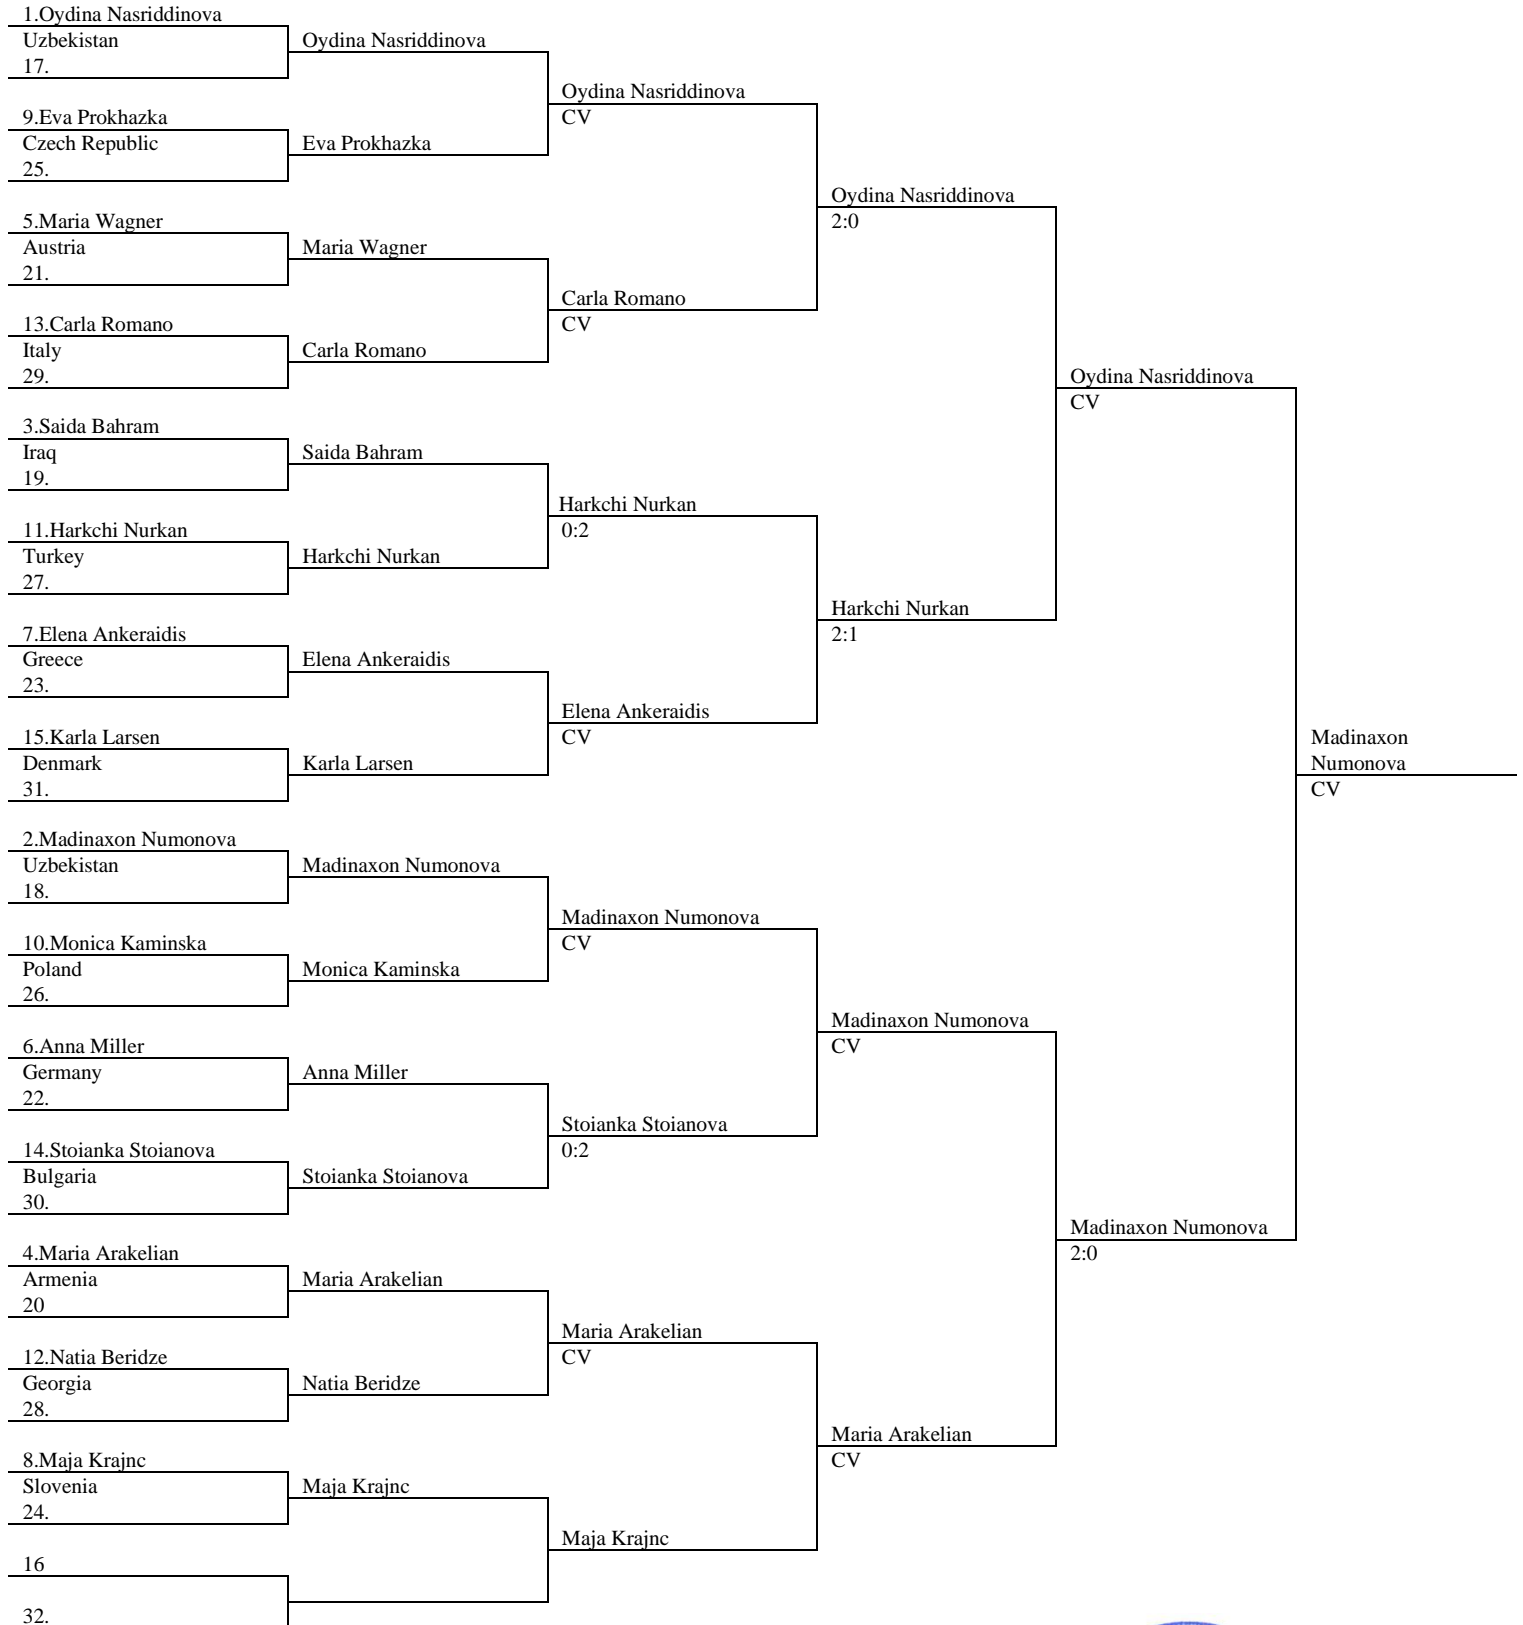 1.Oydina Nasriddinova
Uzbekistan
17.
9.Eva Prokhazka
Czech Republic
25.
5.Maria Wagner
Austria
21.
13.Carla Romano
Italy
29.
3.Saida Bahram
Iraq
19.
11.Harkchi Nurkan
Turkey
27.
7.Elena Ankeraidis
Greece
23.
15.Karla Larsen
Denmark
31.
2.Madinaxon Numonova
Uzbekistan
18.
10.Monica Kaminska
Poland
26.
6.Anna Miller
Germany
22.
14.Stoianka Stoianova
Bulgaria
30.
4.Maria Arakelian
Armenia
20
12.Natia Beridze
Georgia
28.
8.Maja Krajnc
Slovenia
24.
16
32.
Oydina Nasriddinova
Eva Prokhazka
Maria Wagner
Carla Romano
Saida Bahram
Harkchi Nurkan
Elena Ankeraidis
Karla Larsen
Madinaxon Numonova
Monica Kaminska
Anna Miller
Stoianka Stoianova
Maria Arakelian
Natia Beridze
Maja Krajnc
Oydina Nasriddinova
CV
Carla Romano
CV
Harkchi Nurkan
0:2
Elena Ankeraidis
CV
Madinaxon Numonova
CV
Stoianka Stoianova
0:2
Maria Arakelian
CV
Maja Krajnc
Oydina Nasriddinova
2:0
Harkchi Nurkan
2:1
Madinaxon Numonova
CV
Maria Arakelian
CV
Oydina Nasriddinova
CV
Madinaxon Numonova
2:0
Madinaxon
Numonova
CV